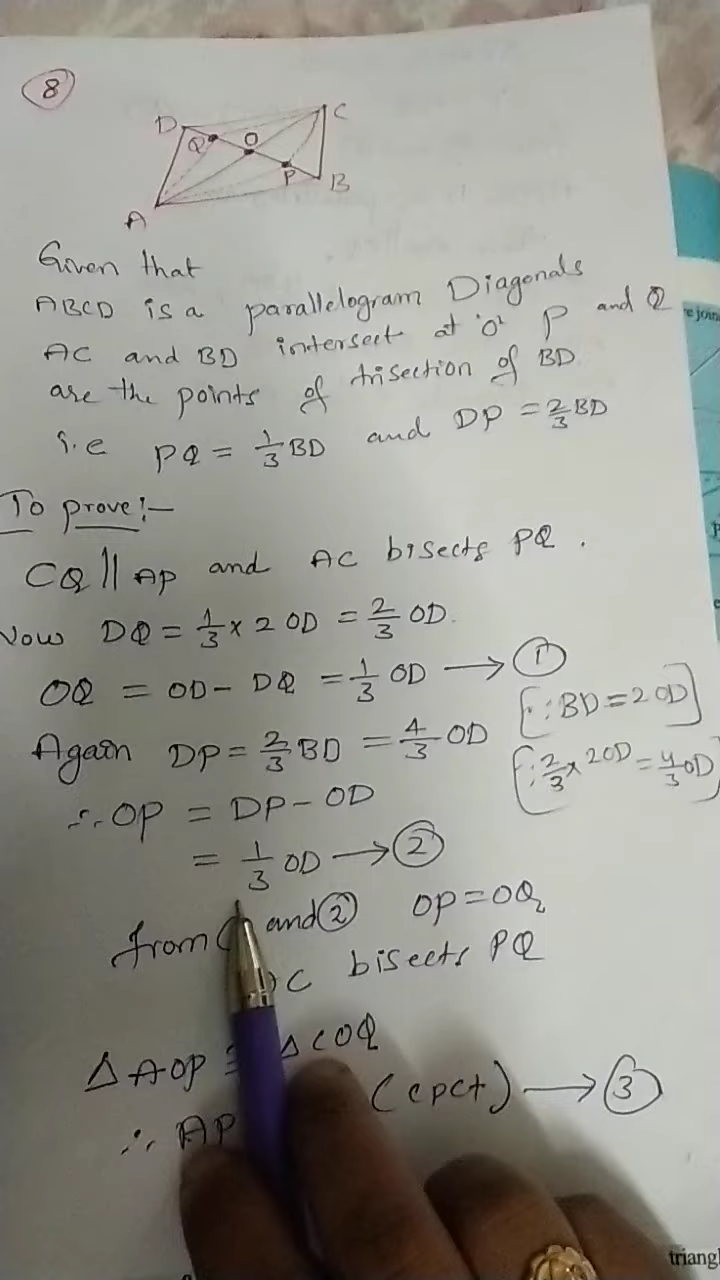 8
D
C
Q
O
P
B
A
Given that
ABCD is a parallelogram Diagonals
AC and BD intersect at 'O' P and Q
are the points of trisection of BD
i.e PQ = 1/3 BD and DP = 2/3 BD
To prove:-
CQ || AP and AC bisects PQ.
Now DQ = 1/3 × 2 OD = 2/3 OD.
OQ = OD - DQ = 1/3 OD → 1
[∵ BD = 2OD]
Again DP = 2/3 BD = 4/3 OD
[∵ 2/3 × 2OD = 4/3 OD]
∴ OP = DP - OD
= 1/3 OD → 2
from and 2 OP = OQ
C bisects PQ
△AOP ≅ △COQ
∴ AP (cpct) → 3
triang